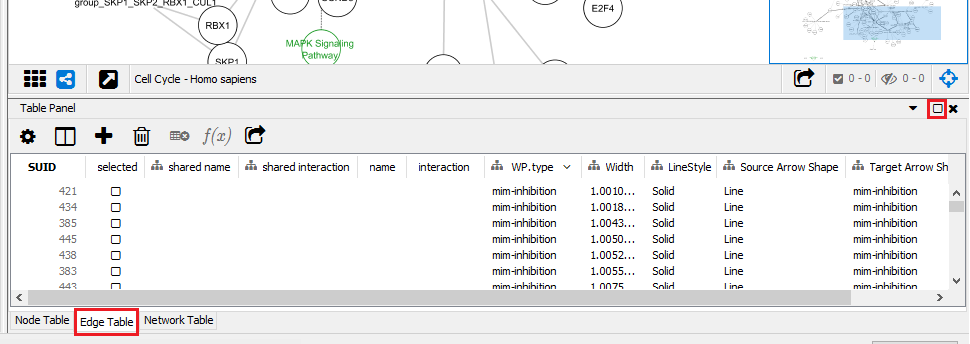 group_SKP1_SKP2_RBX1_CUL1
RBX1
E2F4
MAPK Signaling
Pathway
SKP1
Cell Cycle - Homo sapiens
0 - 0
0 - 0
Table Panel
f(x)
SUID selected shared name shared interaction name interaction WP.type Width LineStyle Source Arrow Shape Target Arrow Sh
421 mim-inhibition 1.0010... Solid Line mim-inhibition
434 mim-inhibition 1.0018... Solid Line mim-inhibition
385 mim-inhibition 1.0043... Solid Line mim-inhibition
445 mim-inhibition 1.0050... Solid Line mim-inhibition
438 mim-inhibition 1.0052... Solid Line mim-inhibition
383 mim-inhibition 1.0055... Solid Line mim-inhibition
443 mim-inhibition 1.0075... Solid Line mim-inhibition
Node Table Edge Table Network Table